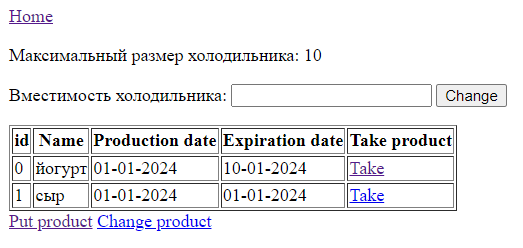 Home
Максимальный размер холодильника: 10
Вместимость холодильника: Change
id Name Production date Expiration date Take product
0 йогурт 01-01-2024 10-01-2024 Take
1 сыр 01-01-2024 01-01-2024 Take
Put product Change product